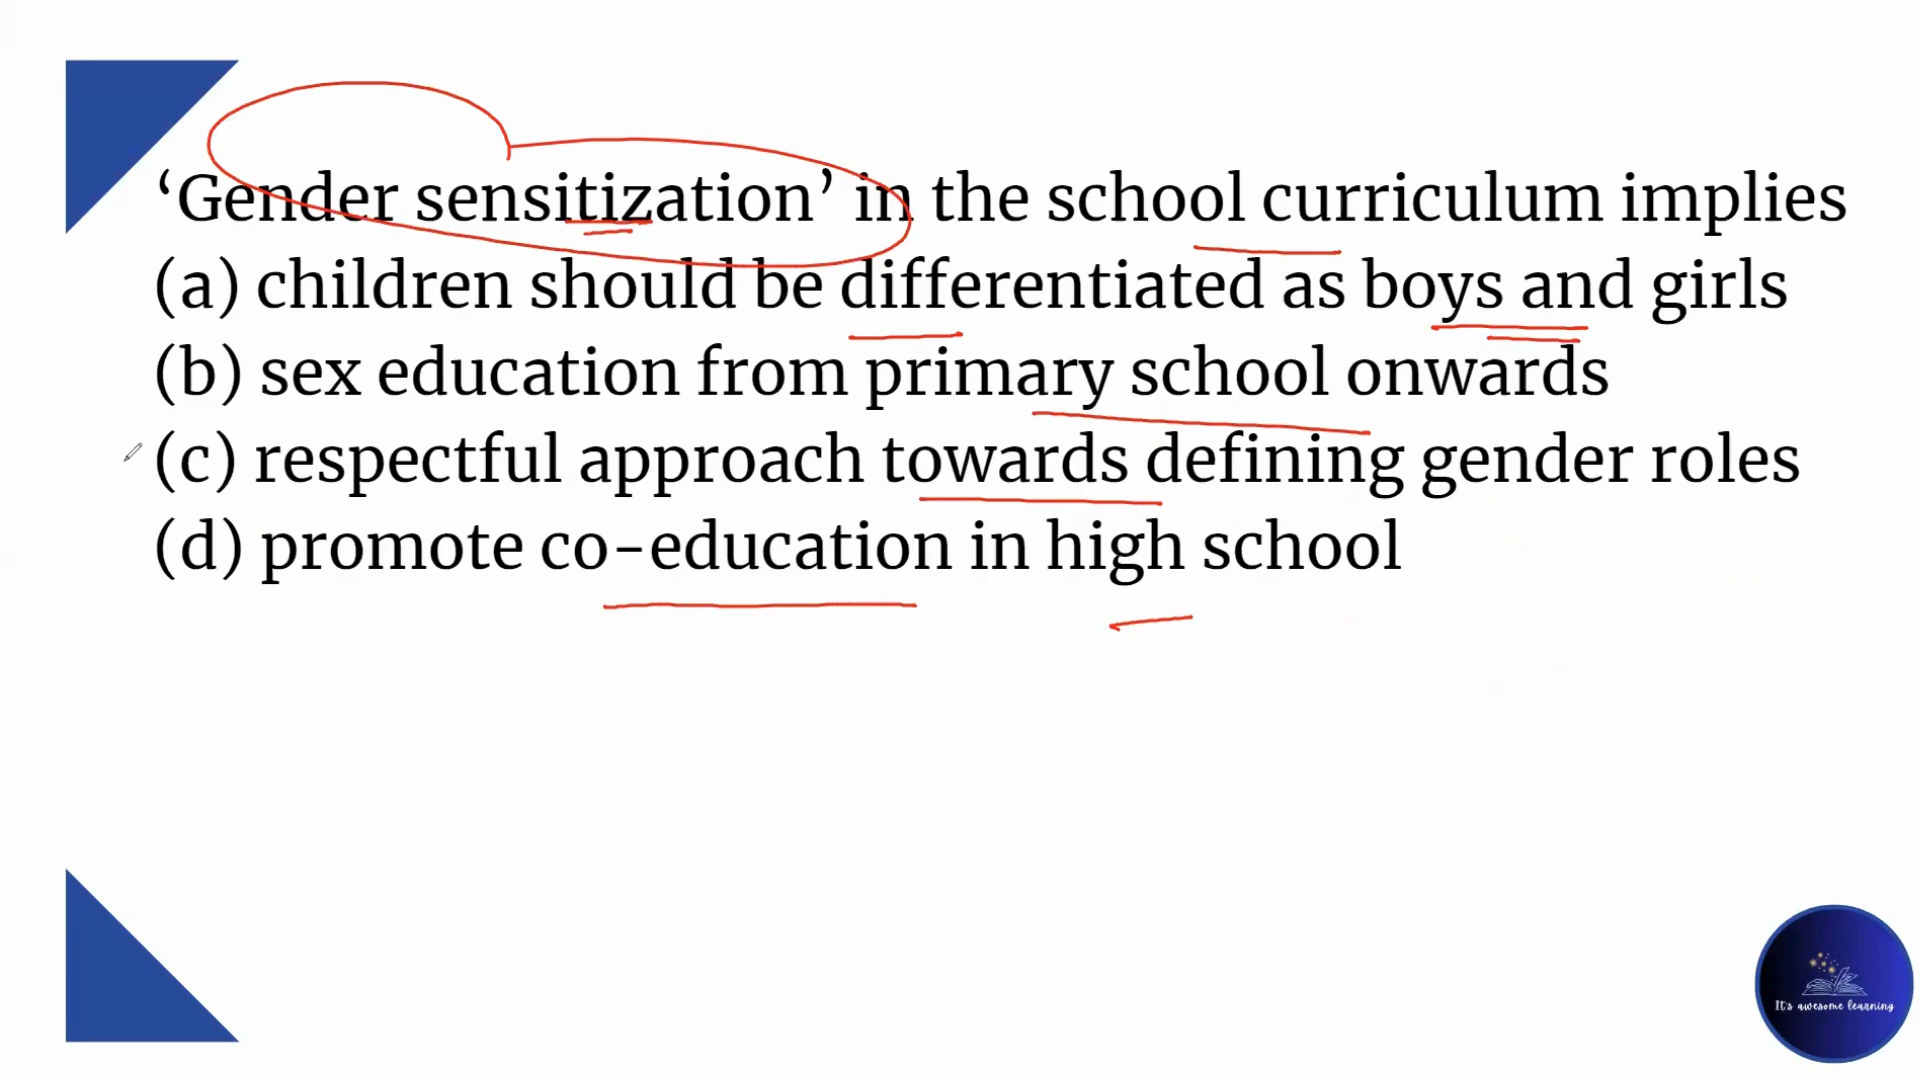 ‘Gender sensitization’ in the school curriculum implies
(a) children should be differentiated as boys and girls
(b) sex education from primary school onwards
(c) respectful approach towards defining gender roles
(d) promote co-education in high school
It's awesome learning